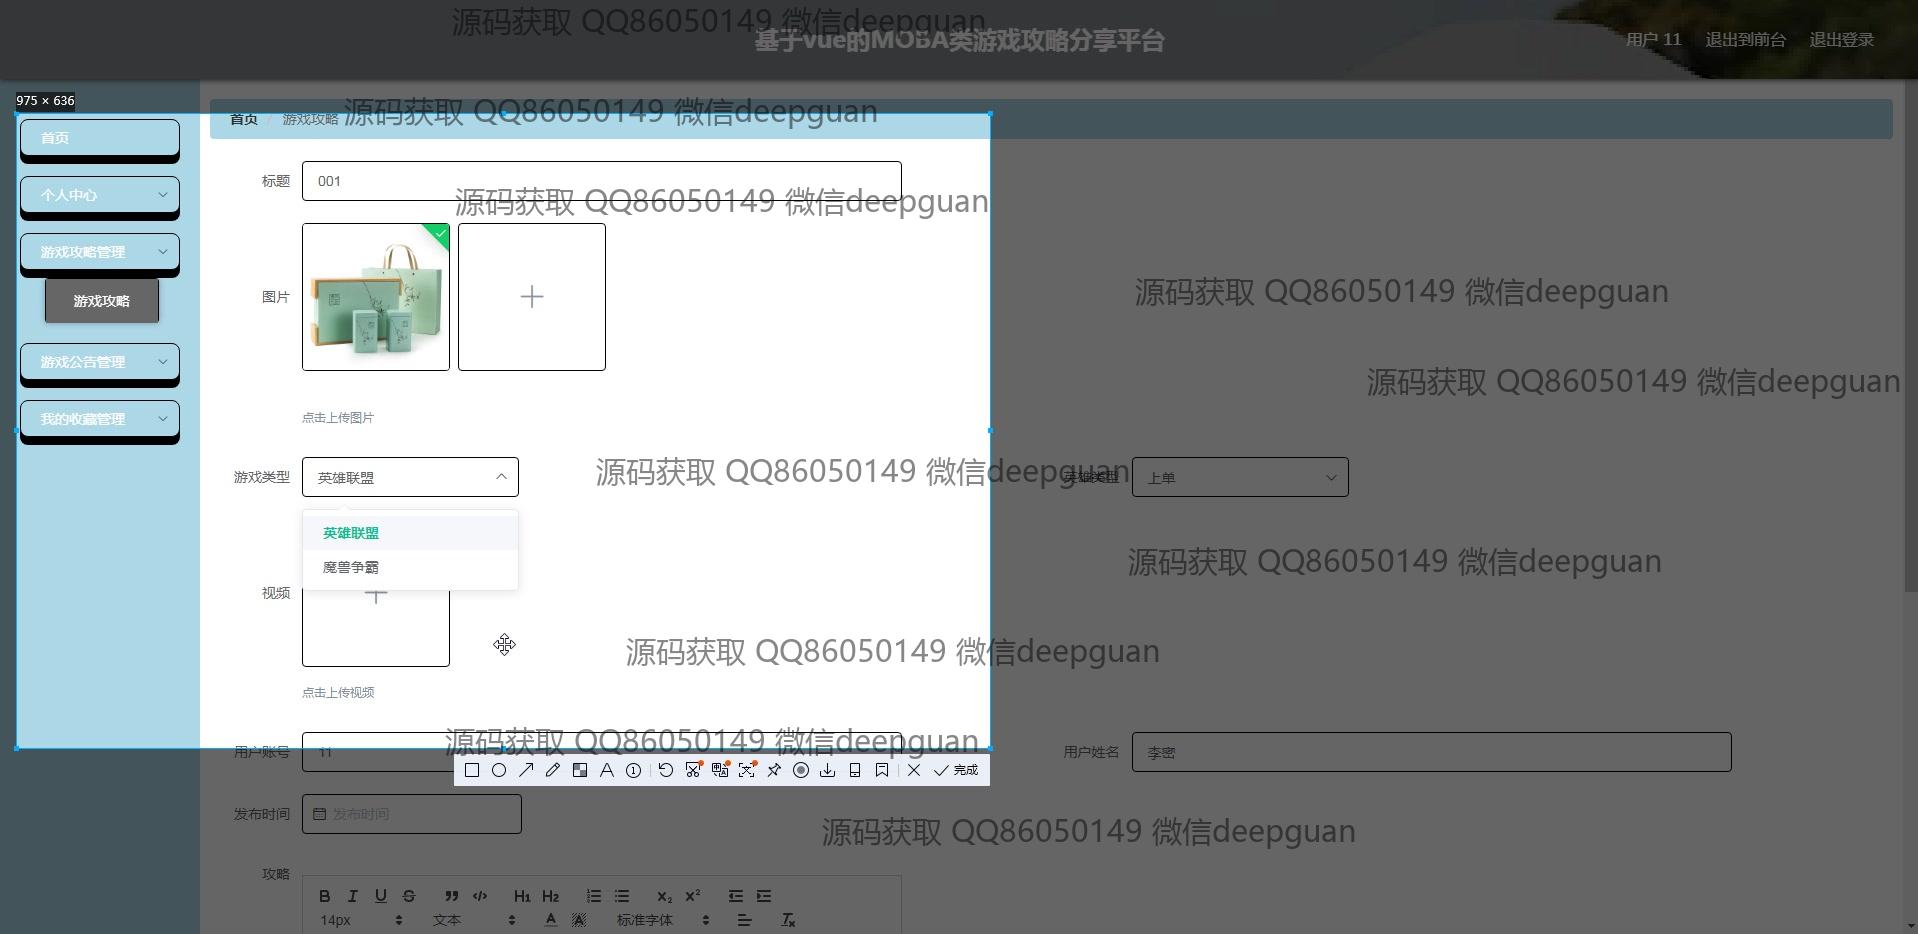 源码获取 QQ86050149 微信deepguan
基于vue的MOBA类游戏攻略分享平台
用户 11
退出到前台
退出登录
975 × 636
源码获取 QQ86050149 微信deepguan
首页 / 游戏攻略
首页
个人中心
游戏攻略管理
游戏攻略
游戏公告管理
我的收藏管理
标题
001
源码获取 QQ86050149 微信deepguan
图片
源码获取 QQ86050149 微信deepguan
源码获取 QQ86050149 微信deepguan
点击上传图片
游戏类型
英雄联盟
源码获取 QQ86050149 微信deepguan
英雄类型
上单
英雄联盟
魔兽争霸
源码获取 QQ86050149 微信deepguan
视频
源码获取 QQ86050149 微信deepguan
点击上传视频
用户账号
11
源码获取 QQ86050149 微信deepguan
用户姓名
李密
完成
发布时间
发布时间
源码获取 QQ86050149 微信deepguan
攻略
B I U S H1 H2 x₂ x²
14px
文本
A A
标准字体